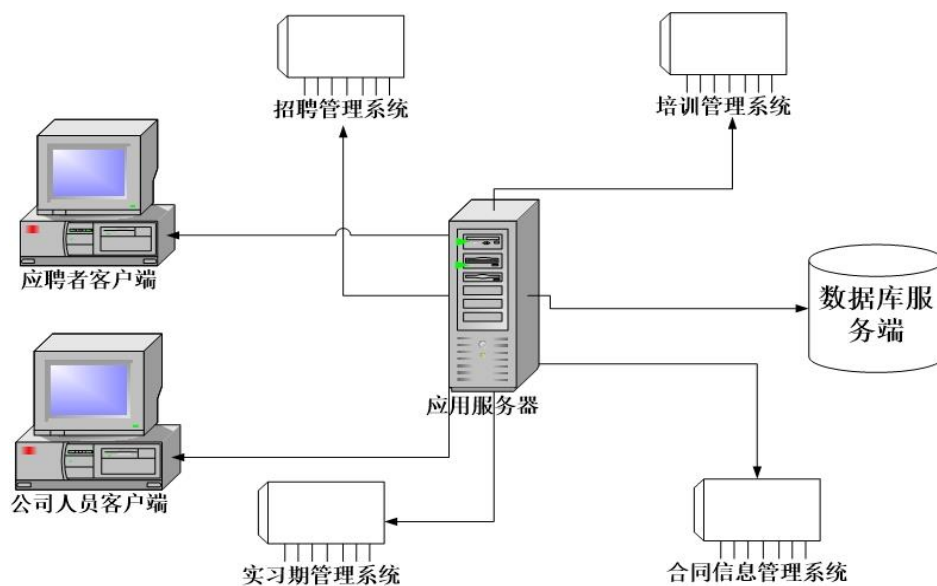 招聘管理系统
培训管理系统
应聘者客户端
数据库服
务端
应用服务器
公司人员客户端
实习期管理系统
合同信息管理系统